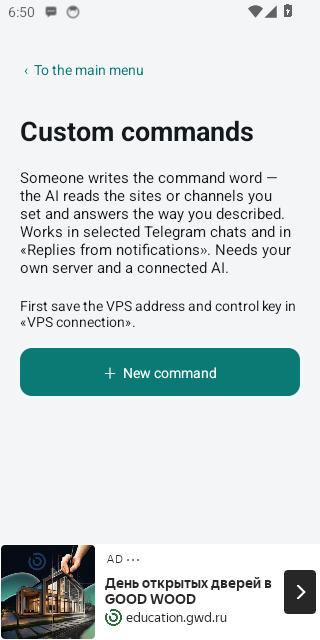 6:50
‹ To the main menu
Custom commands
Someone writes the command word —
the AI reads the sites or channels you
set and answers the way you described.
Works in selected Telegram chats and in
«Replies from notifications». Needs your
own server and a connected AI.
First save the VPS address and control key in
«VPS connection».
+ New command
AD ···
День открытых дверей в
GOOD WOOD
education.gwd.ru